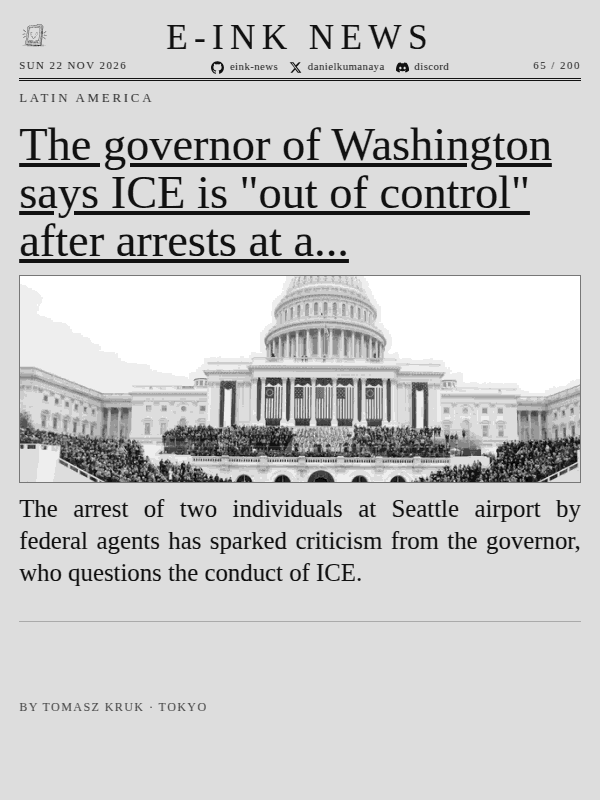 E-INK NEWS
SUN 22 NOV 2026
eink-news danielkumanaya discord
65 / 200
LATIN AMERICA
The governor of Washington
says ICE is "out of control"
after arrests at a...
The arrest of two individuals at Seattle airport by
federal agents has sparked criticism from the governor,
who questions the conduct of ICE.
BY TOMASZ KRUK · TOKYO